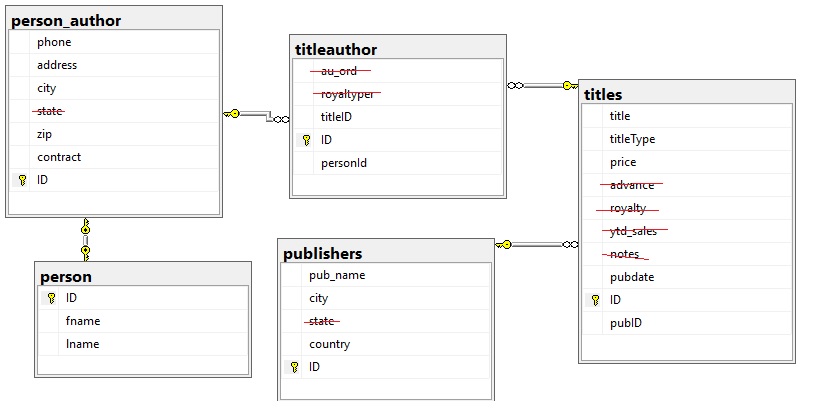 person_author
phone
address
city
state
zip
contract
ID
titleauthor
au_ord
royaltyper
titleID
ID
personId
titles
title
titleType
price
advance
royalty
ytd_sales
notes
pubdate
ID
pubID
person
ID
fname
lname
publishers
pub_name
city
state
country
ID